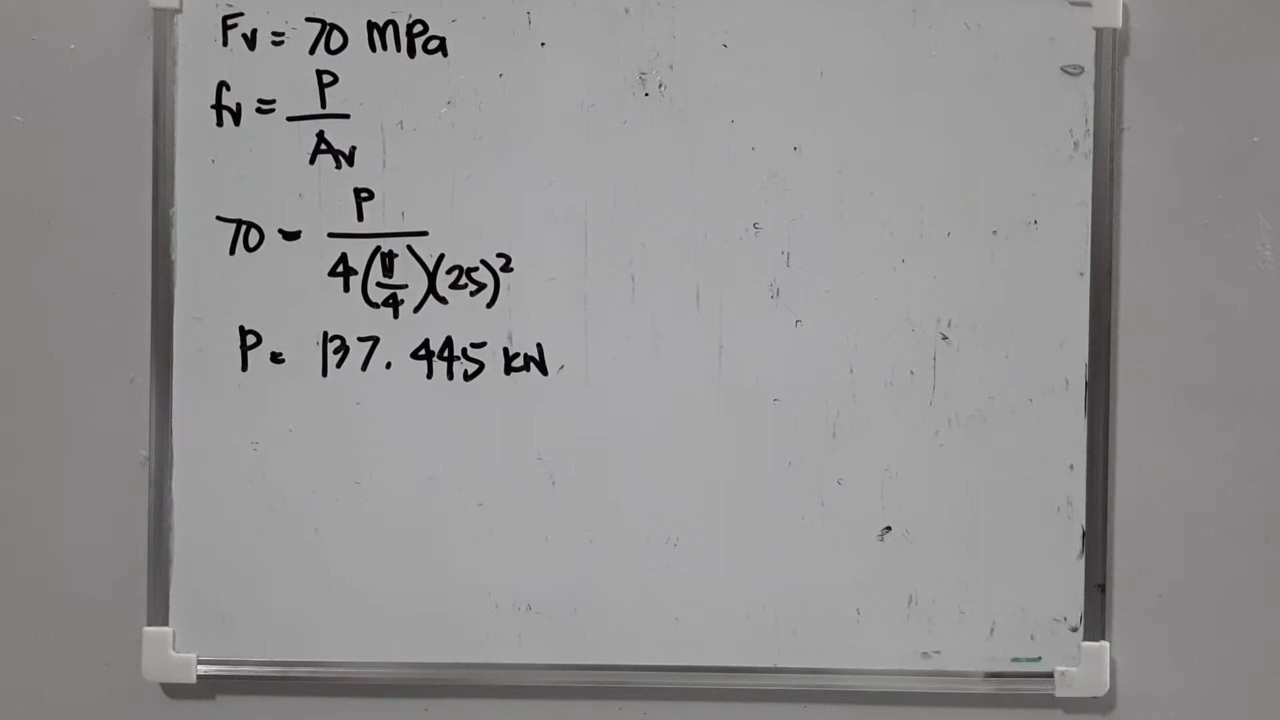 Fv = 70 MPa
fv = P / Av
70 = P / 4(π/4)(25)²
P = 137.445 kN